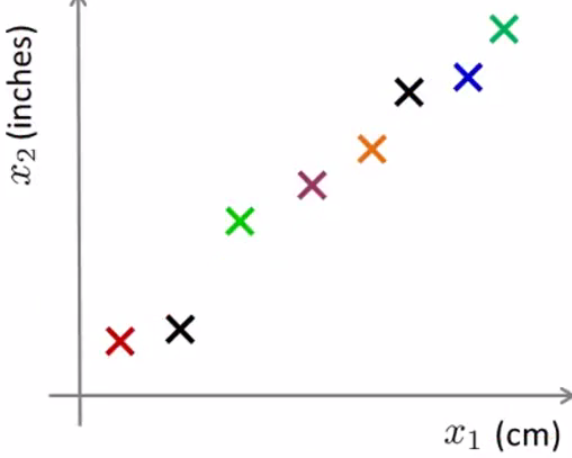 x₂ (inches)
x₁ (cm)